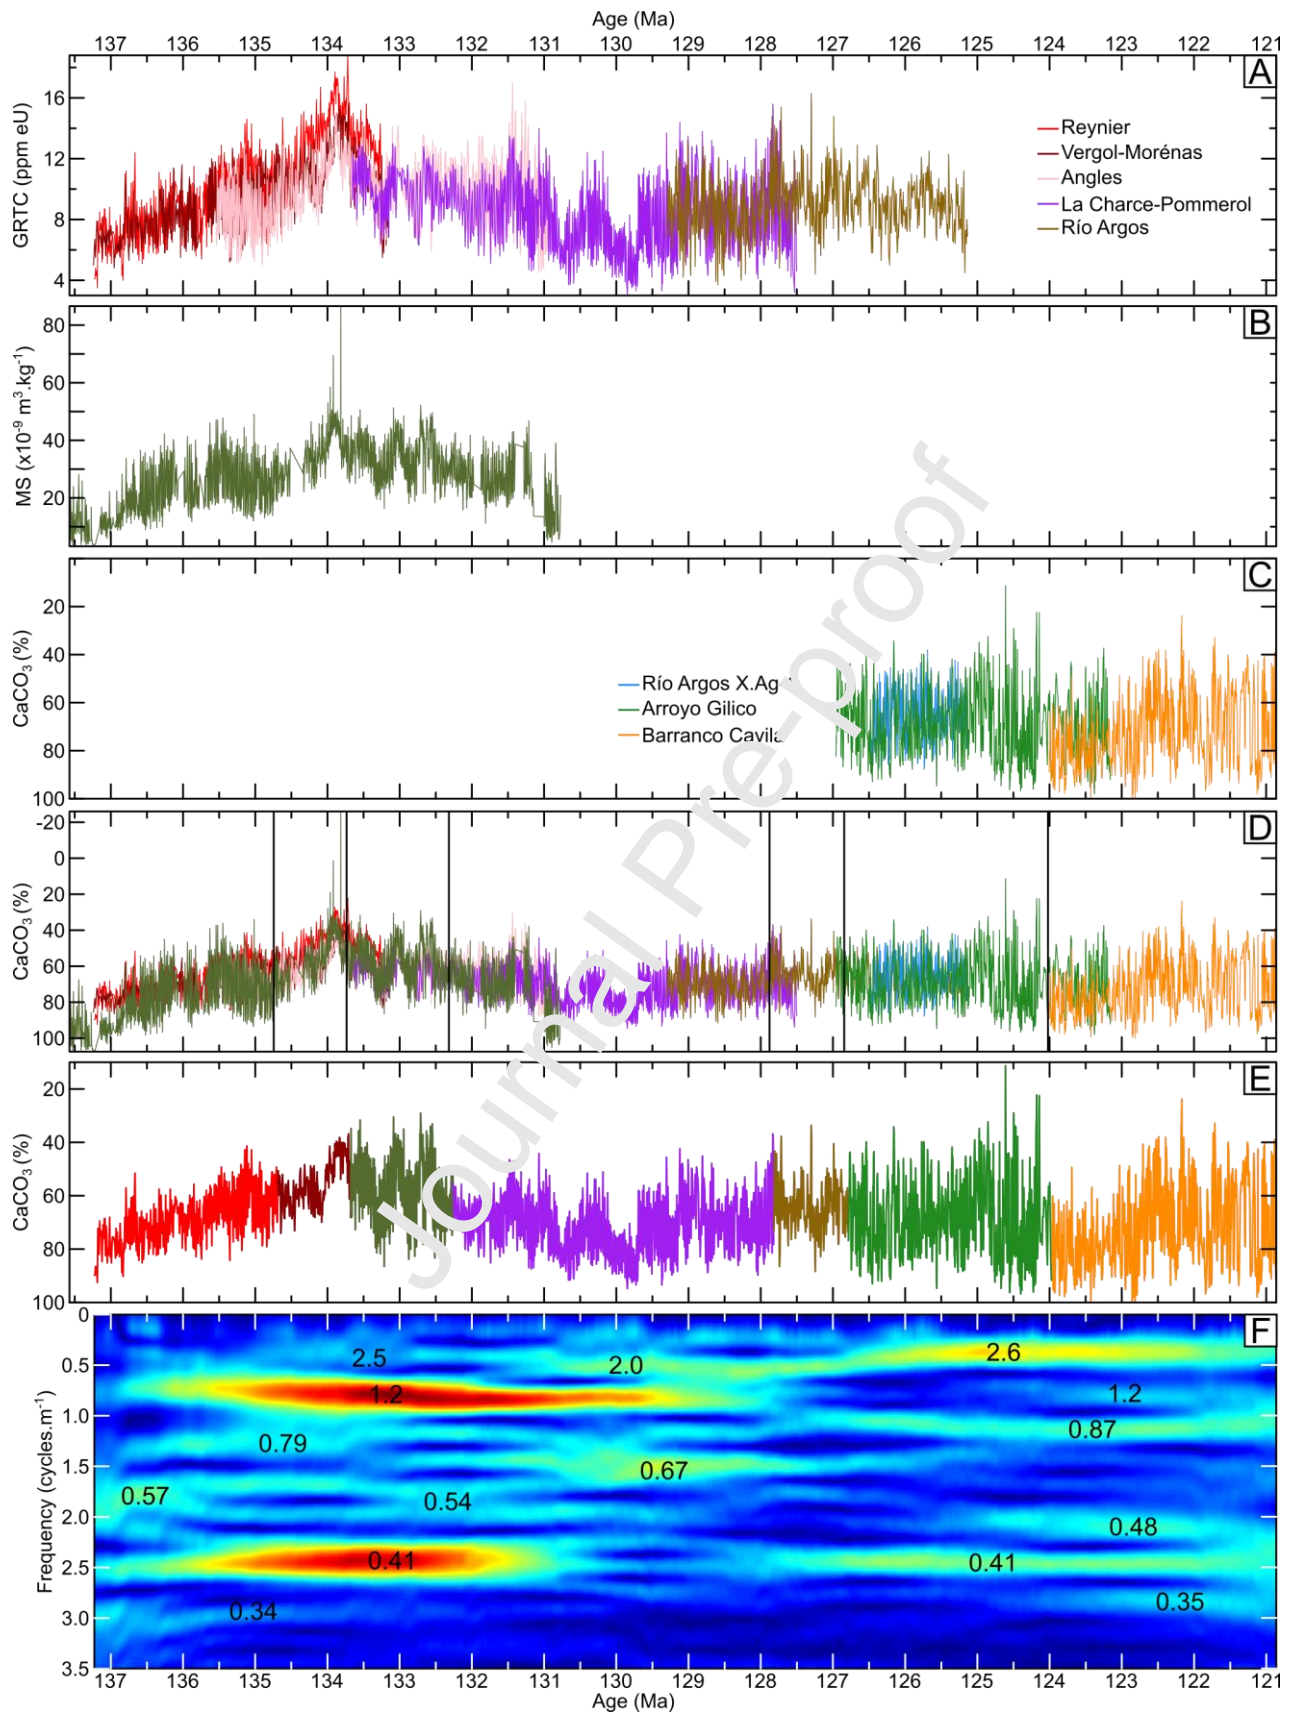 Age (Ma)
137 136 135 134 133 132 131 130 129 128 127 126 125 124 123 122 121
A
GRTC (ppm eU)
16
12
8
4
Reynier
Vergol-Morénas
Angles
La Charce-Pommerol
Río Argos
B
MS (x10⁻⁹ m³.kg⁻¹)
80
60
40
20
C
CaCO₃ (%)
20
40
60
80
100
Río Argos X.Ag
Arroyo Gilico
Barranco Cavila
D
CaCO₃ (%)
-20
0
20
40
60
80
100
E
CaCO₃ (%)
20
40
60
80
100
F
Frequency (cycles.m⁻¹)
0
0.5
1.0
1.5
2.0
2.5
3.0
3.5
2.5 2.0 2.6
1.2 1.2
0.79 0.87
0.67
0.57 0.54
0.48
0.41 0.41
0.34 0.35
137 136 135 134 133 132 131 130 129 128 127 126 125 124 123 122 121
Age (Ma)
Journal Pre-proof